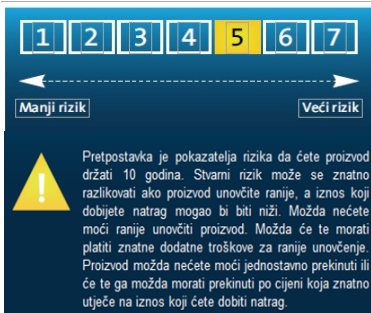 1 2 3 4 5 6 7
Manji rizik Veći rizik
Pretpostavka je pokazatelja rizika da ćete proizvod
držati 10 godina. Stvarni rizik može se znatno
razlikovati ako proizvod unovčite ranije, a iznos koji
dobijete natrag mogao bi biti niži. Možda nećete
moći ranije unovčiti proizvod. Možda će te morati
platiti znatne dodatne troškove za ranije unovčenje.
Proizvod možda nećete moći jednostavno prekinuti ili
će te ga možda morati prekinuti po cijeni koja znatno
utječe na iznos koji ćete dobiti natrag.